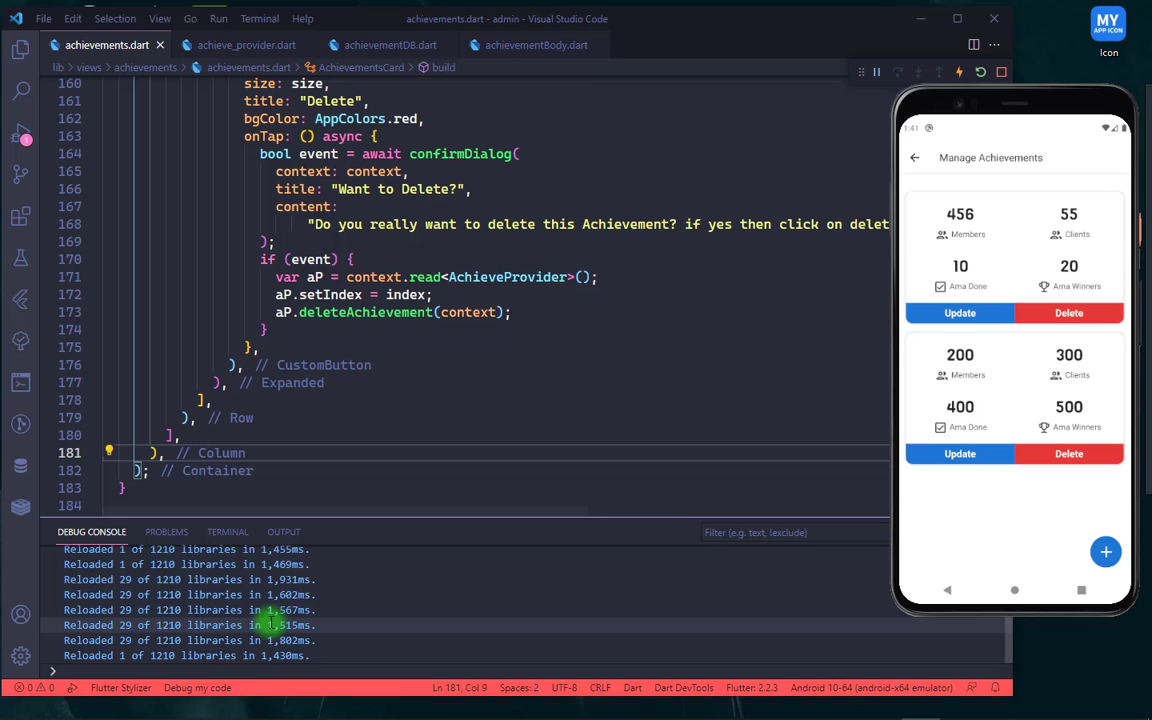 File Edit Selection View Go Run Terminal Help achievements.dart - admin - Visual Studio Code
achievements.dart achieve_provider.dart achievementDB.dart achievementBody.dart
lib > views > achievements > achievements.dart > AchievementsCard > build
160 size: size,
161 title: "Delete",
162 bgColor: AppColors.red,
163 onTap: () async {
164 bool event = await confirmDialog(
165 context: context,
166 title: "Want to Delete?",
167 content:
168 "Do you really want to delete this Achievement? if yes then click on delet
169 );
170 if (event) {
171 var aP = context.read<AchieveProvider>();
172 aP.setIndex = index;
173 aP.deleteAchievement(context);
174 }
175 },
176 ), // CustomButton
177 ), // Expanded
178 ],
179 ), // Row
180 ],
181 ), // Column
182 ); // Container
183 }
184
DEBUG CONSOLE PROBLEMS TERMINAL OUTPUT Filter (e.g. text, !exclude)
Reloaded 1 of 1210 libraries in 1,455ms.
Reloaded 1 of 1210 libraries in 1,469ms.
Reloaded 29 of 1210 libraries in 1,931ms.
Reloaded 29 of 1210 libraries in 1,602ms.
Reloaded 29 of 1210 libraries in 1,567ms.
Reloaded 29 of 1210 libraries in 1,515ms.
Reloaded 29 of 1210 libraries in 1,802ms.
Reloaded 1 of 1210 libraries in 1,430ms.
>
0 0 Debug my code Flutter Stylizer Ln 181, Col 9 Spaces: 2 UTF-8 CRLF Dart Dart DevTools Flutter: 2.2.3 Android 10-64 (android-x64 emulator)
1
MY
APP ICON
Icon
1:41
Manage Achievements
456 55
Members Clients
10 20
Ama Done Ama Winners
Update Delete
200 300
Members Clients
400 500
Ama Done Ama Winners
Update Delete
+